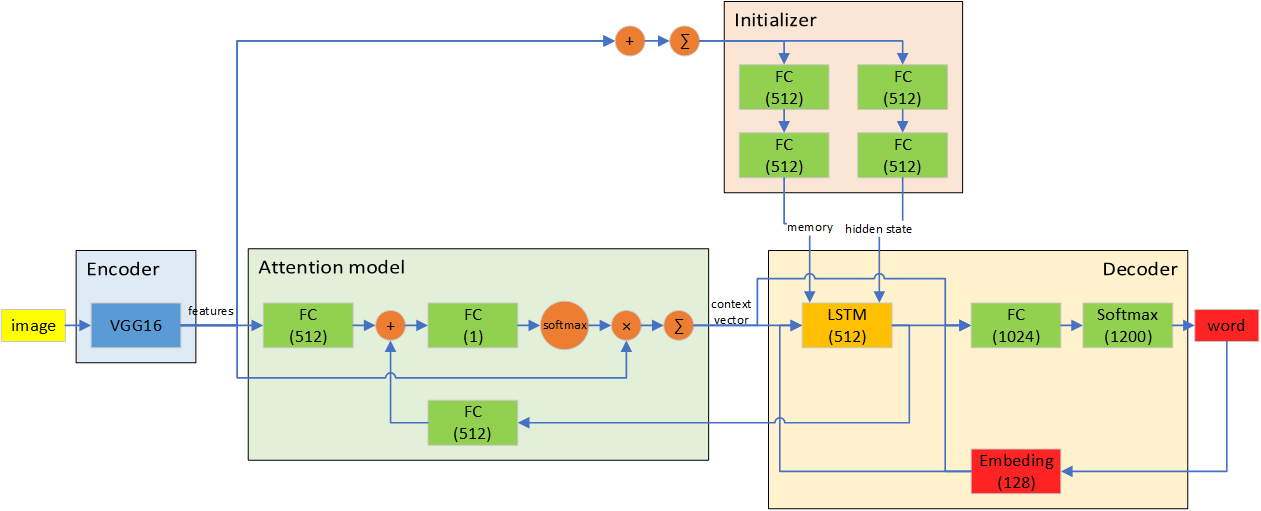 Initializer
+
∑
FC
(512)
FC
(512)
FC
(512)
FC
(512)
memory
hidden state
Encoder
VGG16
image
features
Attention model
FC
(512)
+
FC
(1)
softmax
×
∑
FC
(512)
context
vector
Decoder
LSTM
(512)
FC
(1024)
Softmax
(1200)
word
Embeding
(128)